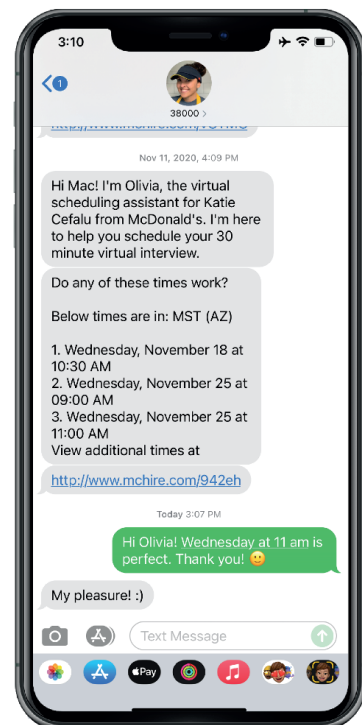 3:10
1
38000 >
Nov 11, 2020, 4:09 PM
Hi Mac! I'm Olivia, the virtual
scheduling assistant for Katie
Cefalu from McDonald's. I'm here
to help you schedule your 30
minute virtual interview.
Do any of these times work?
Below times are in: MST (AZ)
1. Wednesday, November 18 at
10:30 AM
2. Wednesday, November 25 at
09:00 AM
3. Wednesday, November 25 at
11:00 AM
View additional times at
http://www.mchire.com/942eh
Today 3:07 PM
Hi Olivia! Wednesday at 11 am is
perfect. Thank you! 🙂
My pleasure! :)
Text Message
Pay